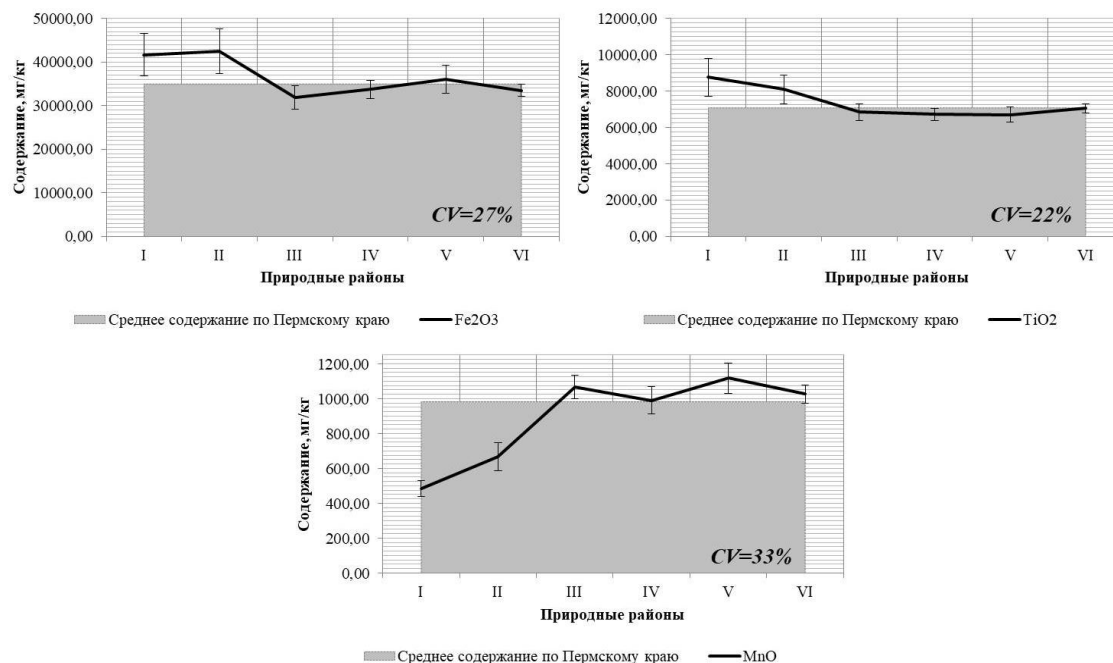 50000,00
40000,00
30000,00
20000,00
10000,00
0,00
Содержание, мг/кг
CV=27%
I II III IV V VI
Природные районы
Среднее содержание по Пермскому краю Fe2O3
12000,00
10000,00
8000,00
6000,00
4000,00
2000,00
0,00
Содержание, мг/кг
CV=22%
I II III IV V VI
Природные районы
Среднее содержание по Пермскому краю TiO2
1200,00
1000,00
800,00
600,00
400,00
200,00
0,00
Содержание, мг/кг
CV=33%
I II III IV V VI
Природные районы
Среднее содержание по Пермскому краю MnO